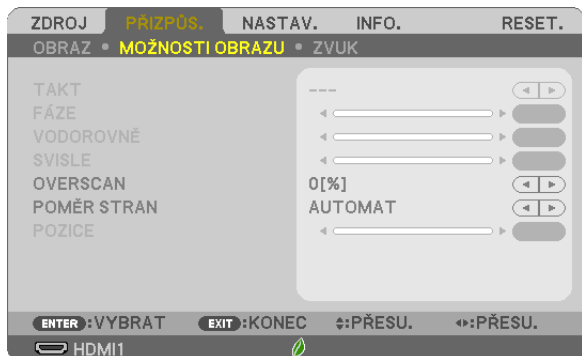 ZDROJ PŘIZPŮS. NASTAV. INFO. RESET.
OBRAZ • MOŽNOSTI OBRAZU • ZVUK
TAKT ---
FÁZE
VODOROVNĚ
SVISLE
OVERSCAN 0[%]
POMĚR STRAN AUTOMAT
POZICE
ENTER :VYBRAT EXIT :KONEC :PŘESU. :PŘESU.
HDMI1